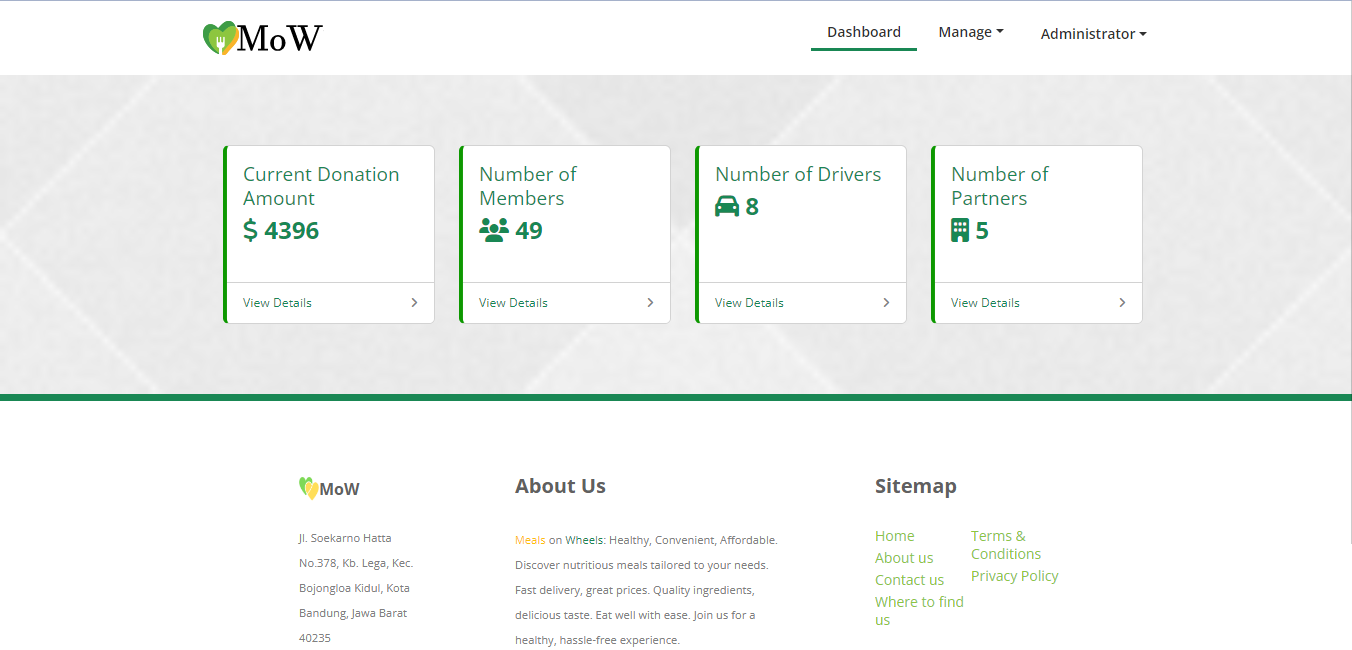 MoW
Dashboard
Manage
Administrator
Current Donation
Amount
$ 4396
View Details
Number of
Members
49
View Details
Number of Drivers
8
View Details
Number of
Partners
5
View Details
MoW
Jl. Soekarno Hatta
No.378, Kb. Lega, Kec.
Bojongloa Kidul, Kota
Bandung, Jawa Barat
40235
About Us
Meals on Wheels: Healthy, Convenient, Affordable.
Discover nutritious meals tailored to your needs.
Fast delivery, great prices. Quality ingredients,
delicious taste. Eat well with ease. Join us for a
healthy, hassle-free experience.
Sitemap
Home
About us
Contact us
Where to find
us
Terms &
Conditions
Privacy Policy